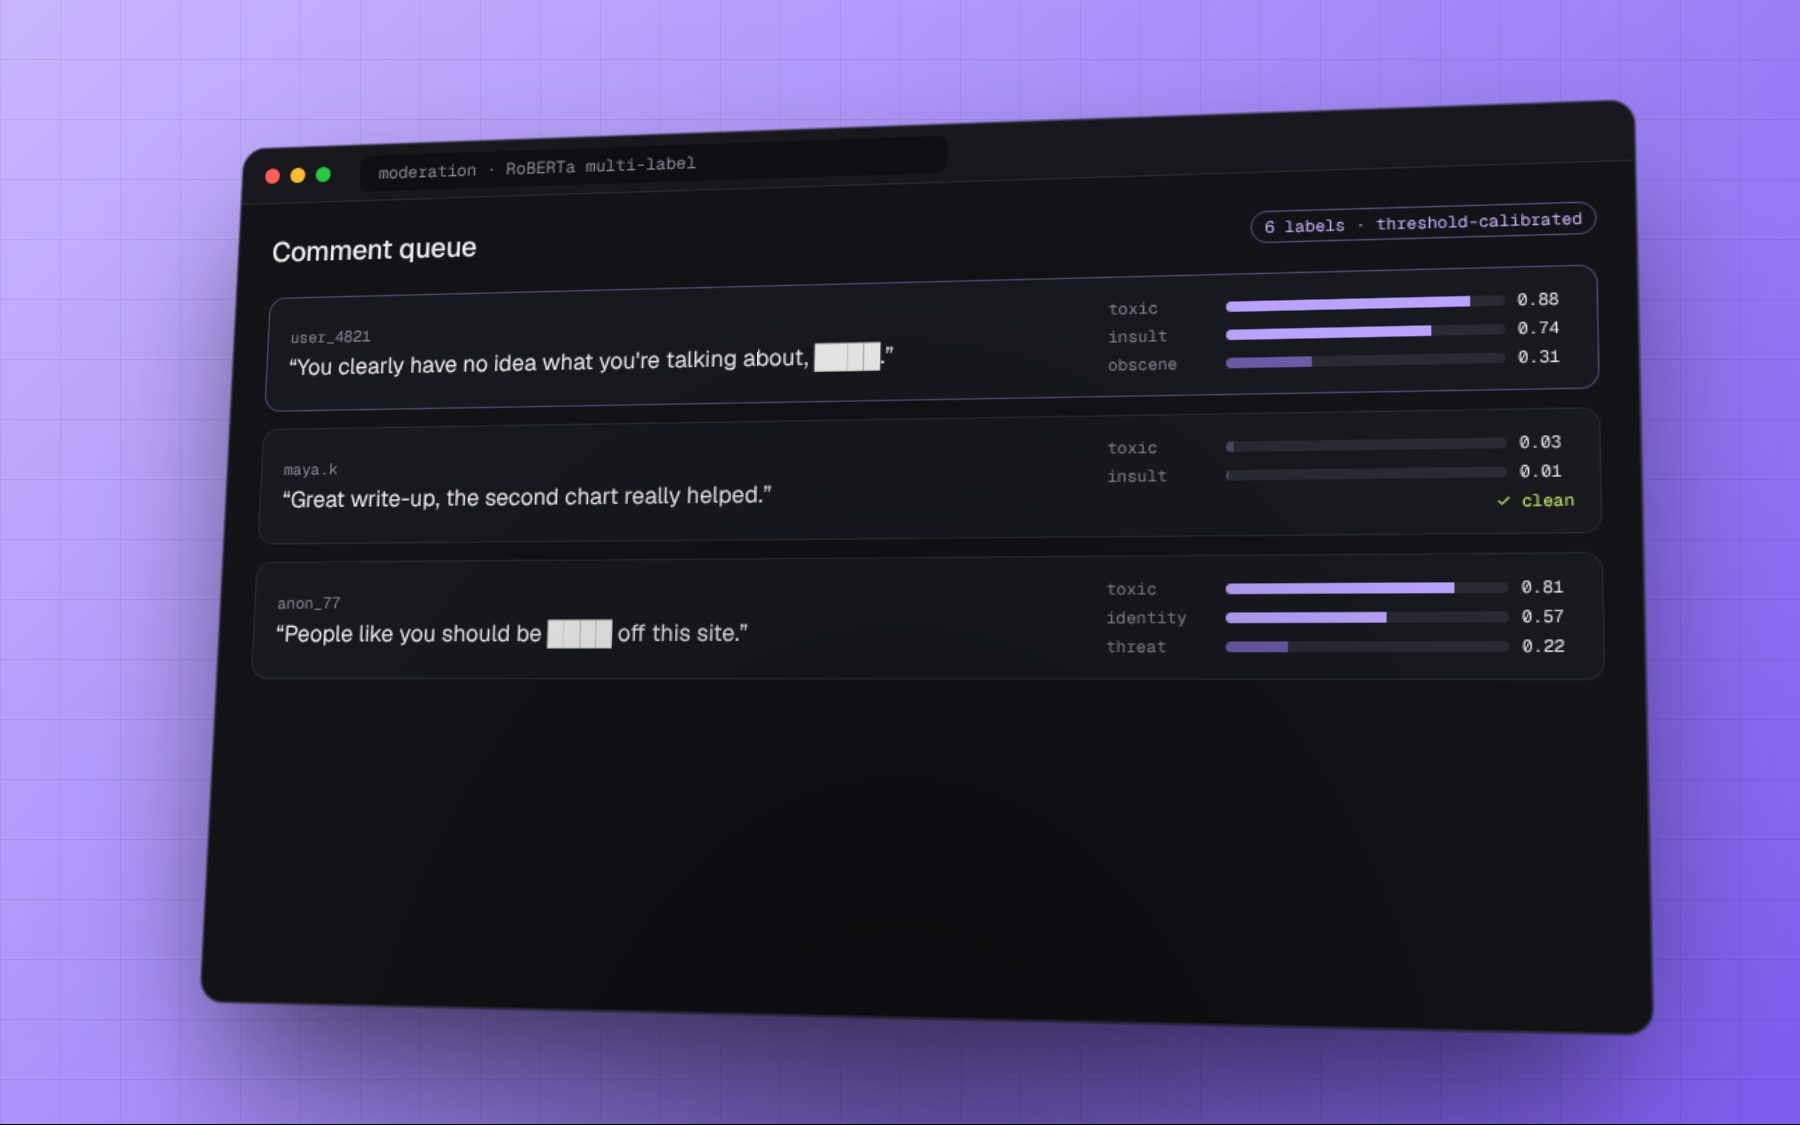 moderation · RoBERTa multi-label
Comment queue
6 labels · threshold-calibrated
user_4821
“You clearly have no idea what you're talking about, ████.”
toxic 0.88
insult 0.74
obscene 0.31
maya.k
“Great write-up, the second chart really helped.”
toxic 0.03
insult 0.01
✓ clean
anon_77
“People like you should be ████ off this site.”
toxic 0.81
identity 0.57
threat 0.22